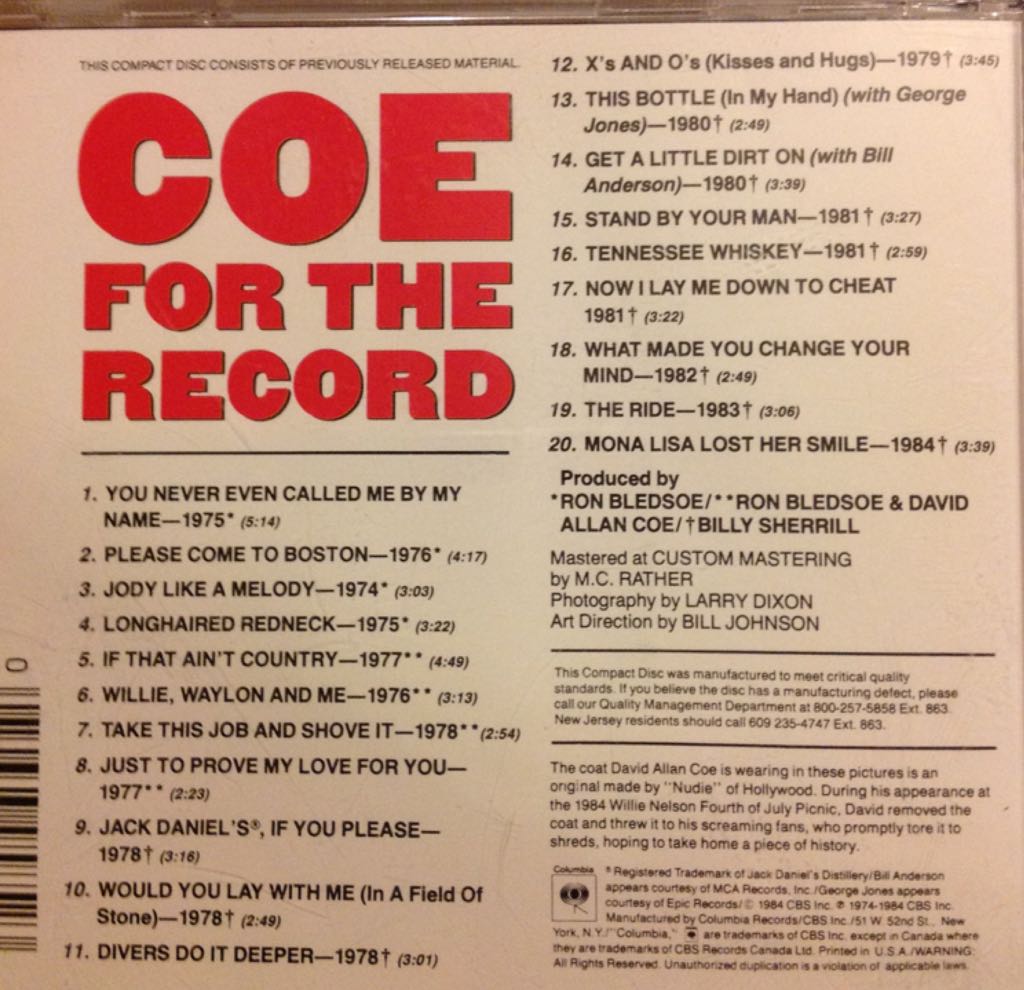 THIS COMPACT DISC CONSISTS OF PREVIOUSLY RELEASED MATERIAL.
COE
FOR THE
RECORD
1. YOU NEVER EVEN CALLED ME BY MY
NAME—1975* (5:14)
2. PLEASE COME TO BOSTON—1976* (4:17)
3. JODY LIKE A MELODY—1974* (3:03)
4. LONGHAIRED REDNECK—1975* (3:22)
5. IF THAT AIN'T COUNTRY—1977** (4:49)
6. WILLIE, WAYLON AND ME—1976** (3:13)
7. TAKE THIS JOB AND SHOVE IT—1978** (2:54)
8. JUST TO PROVE MY LOVE FOR YOU—
1977** (2:23)
9. JACK DANIEL'S®, IF YOU PLEASE—
1978† (3:16)
10. WOULD YOU LAY WITH ME (In A Field Of
Stone)—1978† (2:49)
11. DIVERS DO IT DEEPER—1978† (3:01)
12. X's AND O's (Kisses and Hugs)—1979† (3:45)
13. THIS BOTTLE (In My Hand) (with George
Jones)—1980† (2:49)
14. GET A LITTLE DIRT ON (with Bill
Anderson)—1980† (3:39)
15. STAND BY YOUR MAN—1981† (3:27)
16. TENNESSEE WHISKEY—1981† (2:59)
17. NOW I LAY ME DOWN TO CHEAT
1981† (3:22)
18. WHAT MADE YOU CHANGE YOUR
MIND—1982† (2:49)
19. THE RIDE—1983† (3:06)
20. MONA LISA LOST HER SMILE—1984† (3:39)
Produced by
*RON BLEDSOE/**RON BLEDSOE & DAVID
ALLAN COE/†BILLY SHERRILL
Mastered at CUSTOM MASTERING
by M.C. RATHER
Photography by LARRY DIXON
Art Direction by BILL JOHNSON
This Compact Disc was manufactured to meet critical quality
standards. If you believe the disc has a manufacturing defect, please
call our Quality Management Department at 800-257-5858 Ext. 863.
New Jersey residents should call 609 235-4747 Ext. 863.
The coat David Allan Coe is wearing in these pictures is an
original made by "Nudie" of Hollywood. During his appearance at
the 1984 Willie Nelson Fourth of July Picnic, David removed the
coat and threw it to his screaming fans, who promptly tore it to
shreds, hoping to take home a piece of history.
Columbia
® Registered Trademark of Jack Daniel's Distillery/Bill Anderson
appears courtesy of MCA Records, Inc./George Jones appears
courtesy of Epic Records/© 1984 CBS Inc. ℗ 1974-1984 CBS Inc.
Manufactured by Columbia Records/CBS Inc./51 W. 52nd St., New
York, N.Y./"Columbia," are trademarks of CBS Inc. except in Canada where
they are trademarks of CBS Records Canada Ltd. Printed in U.S.A./WARNING:
All Rights Reserved. Unauthorized duplication is a violation of applicable laws.
0